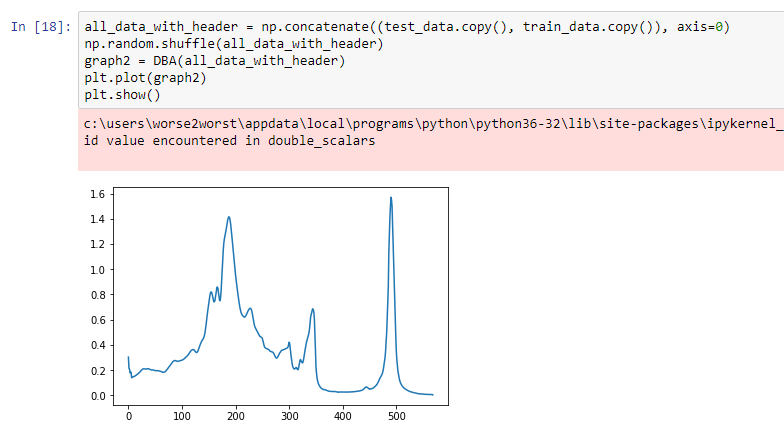 In [18]: all_data_with_header = np.concatenate((test_data.copy(), train_data.copy()), axis=0)
np.random.shuffle(all_data_with_header)
graph2 = DBA(all_data_with_header)
plt.plot(graph2)
plt.show()
c:\users\worse2worst\appdata\local\programs\python\python36-32\lib\site-packages\ipykernel_
id value encountered in double_scalars
1.6
1.4
1.2
1.0
0.8
0.6
0.4
0.2
0.0
0 100 200 300 400 500